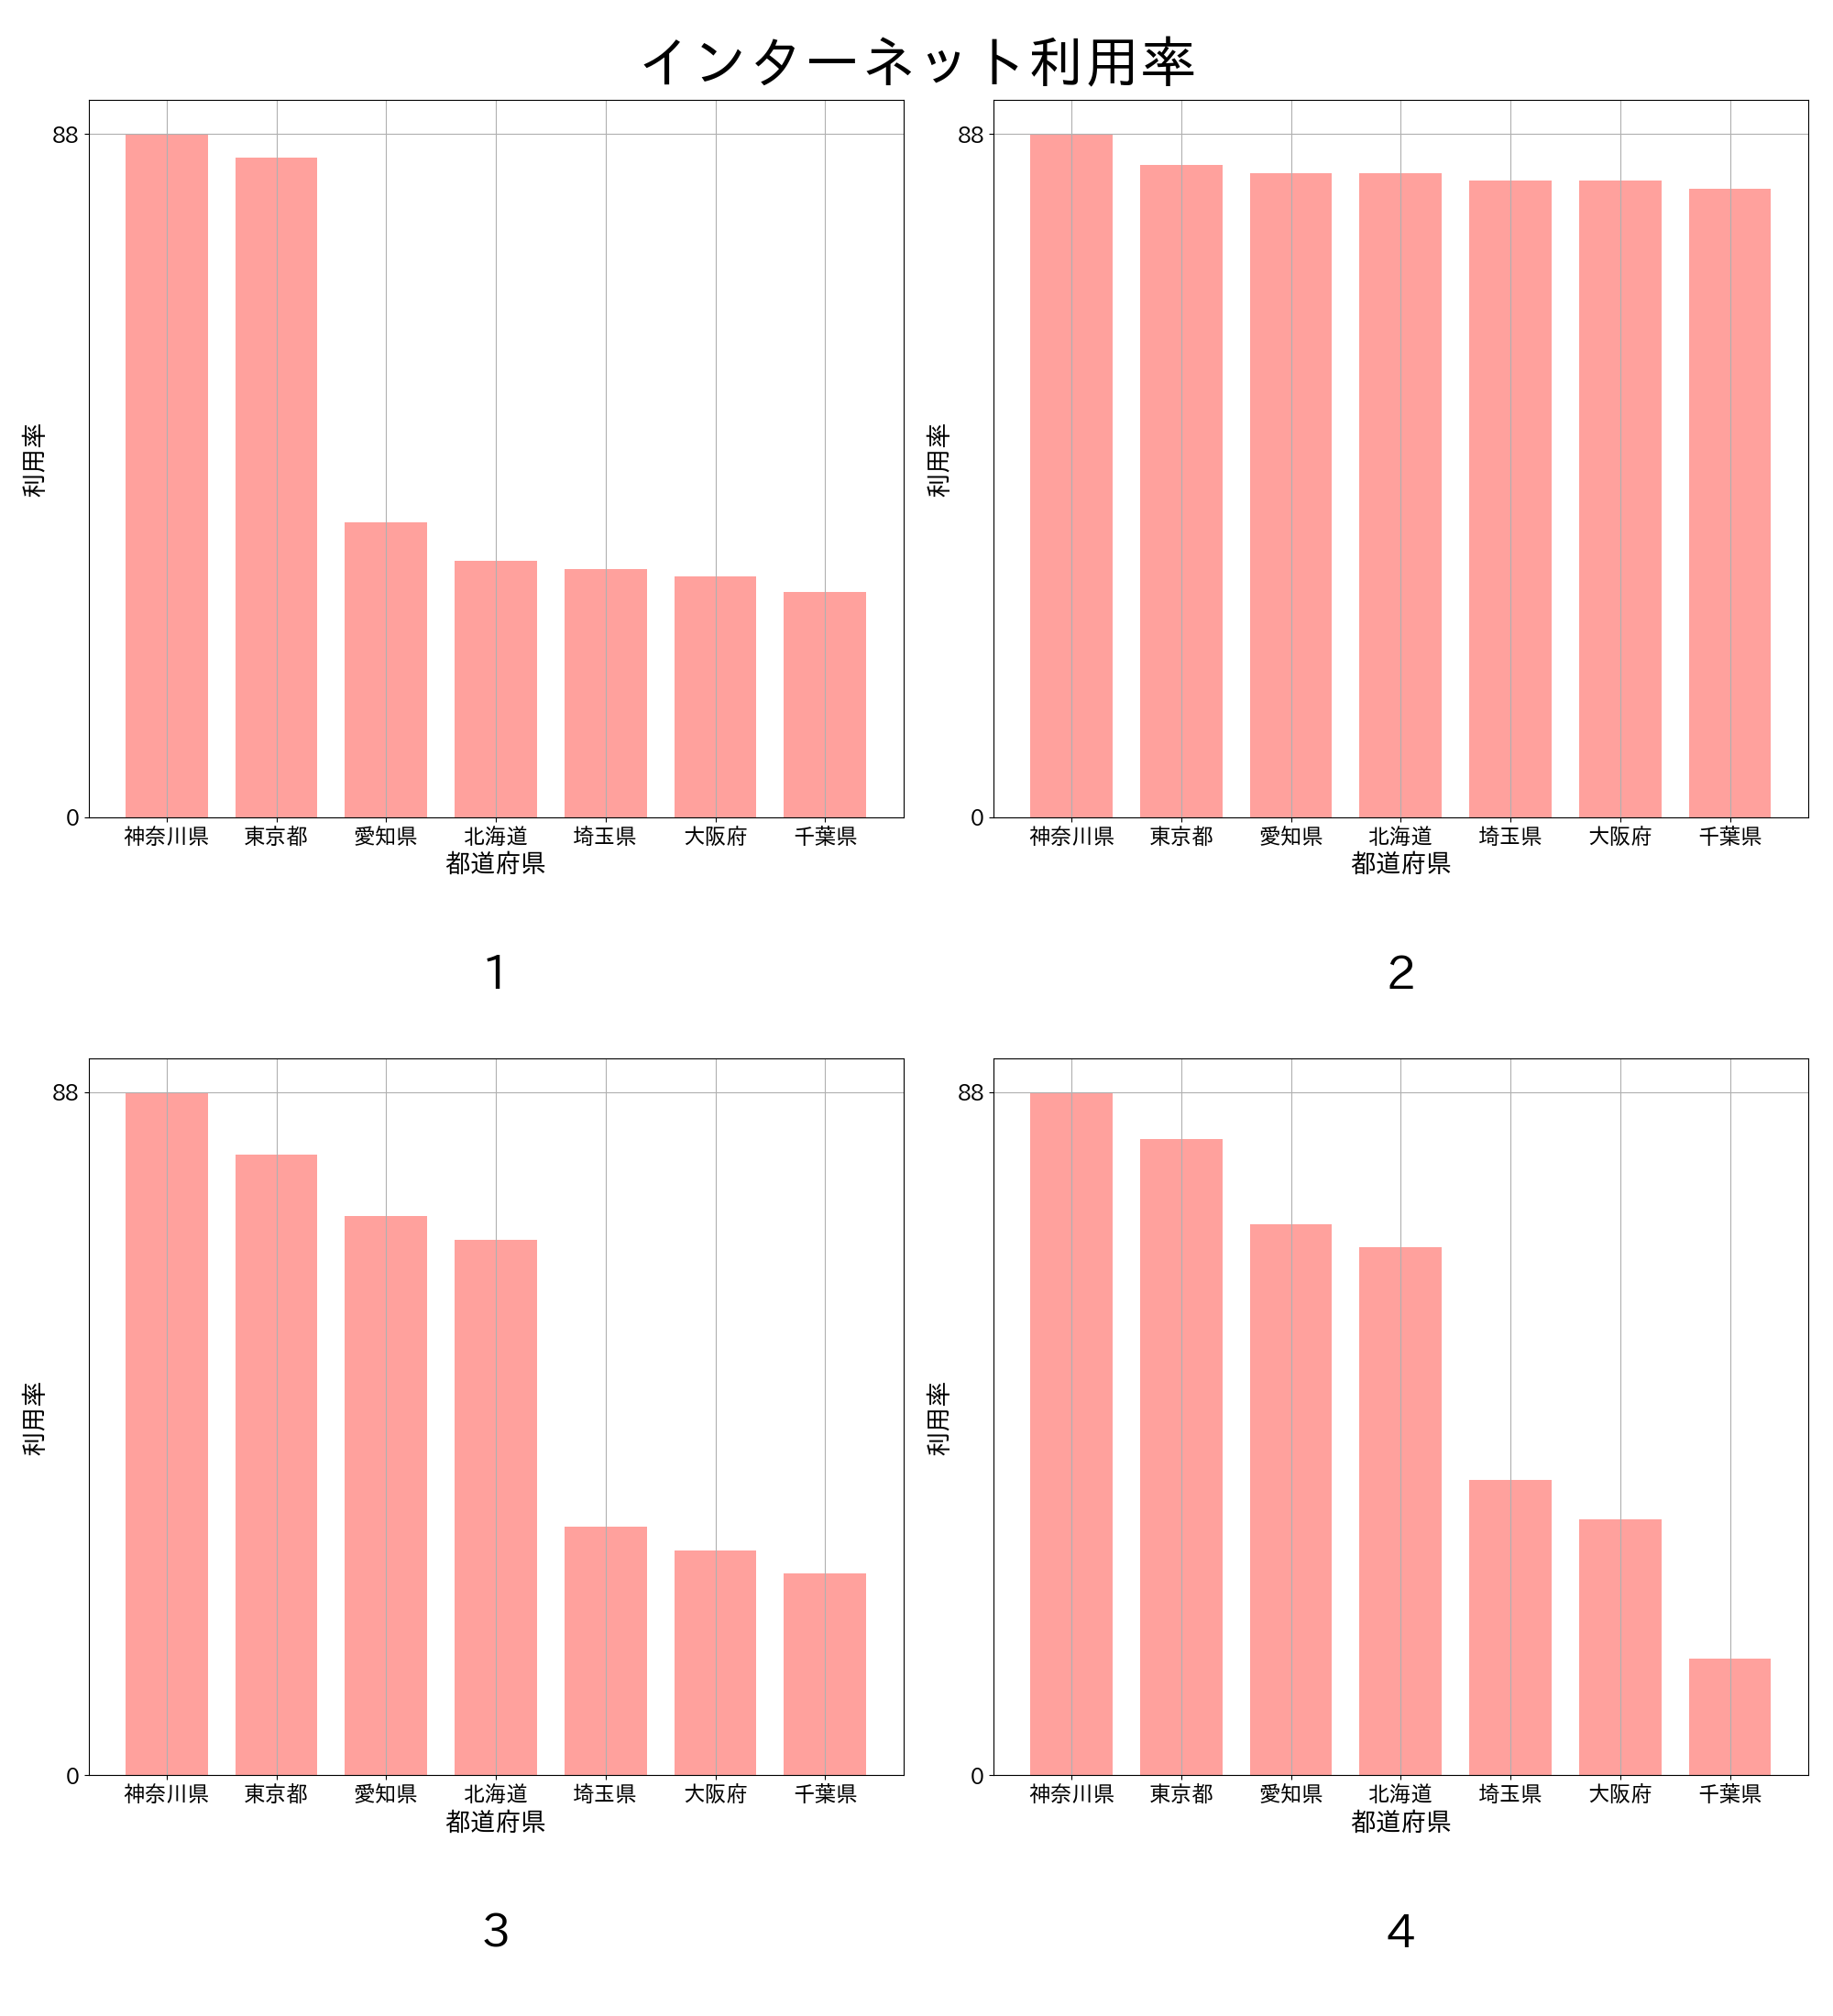 インターネット利用率
88
0
利用率
神奈川県 東京都 愛知県 北海道 埼玉県 大阪府 千葉県
都道府県
1
88
0
利用率
神奈川県 東京都 愛知県 北海道 埼玉県 大阪府 千葉県
都道府県
2
88
0
利用率
神奈川県 東京都 愛知県 北海道 埼玉県 大阪府 千葉県
都道府県
3
88
0
利用率
神奈川県 東京都 愛知県 北海道 埼玉県 大阪府 千葉県
都道府県
4